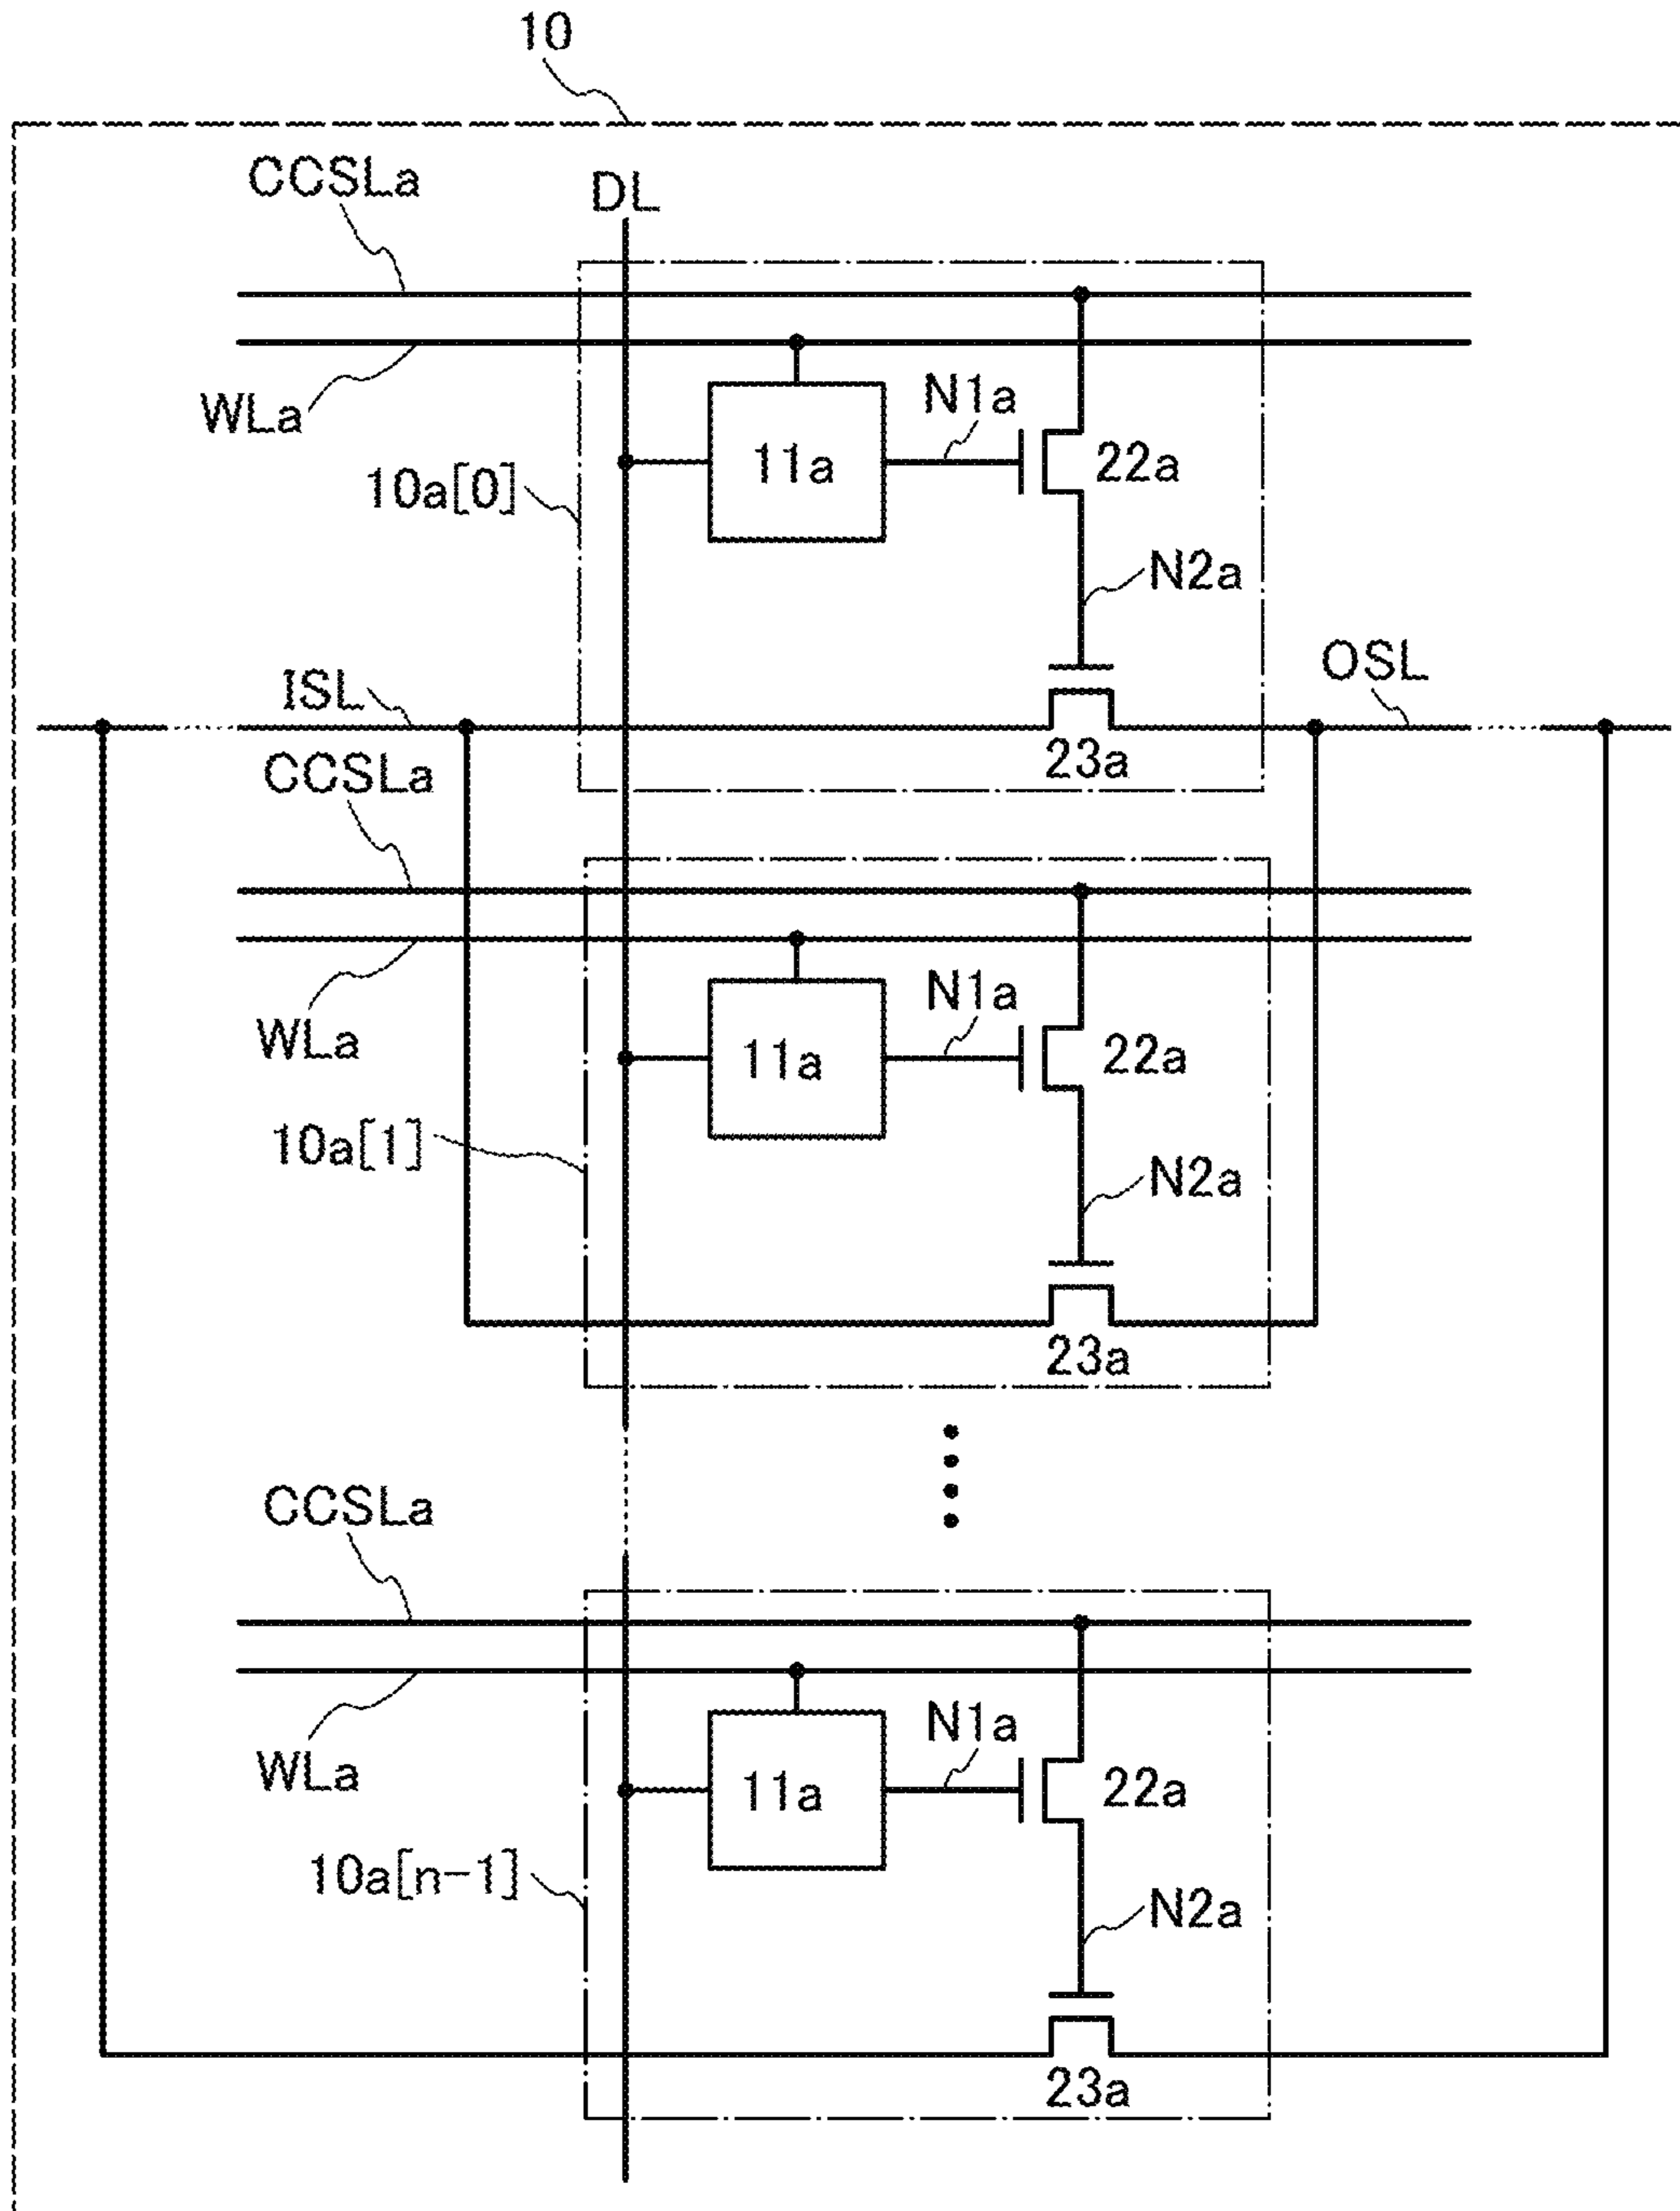 10
CCSLa
DL
WLa
N1a
11a
22a
10a[0]
N2a
ISL
OSL
23a
CCSLa
WLa
N1a
11a
22a
10a[1]
N2a
23a
CCSLa
WLa
N1a
11a
22a
10a[n-1]
N2a
23a